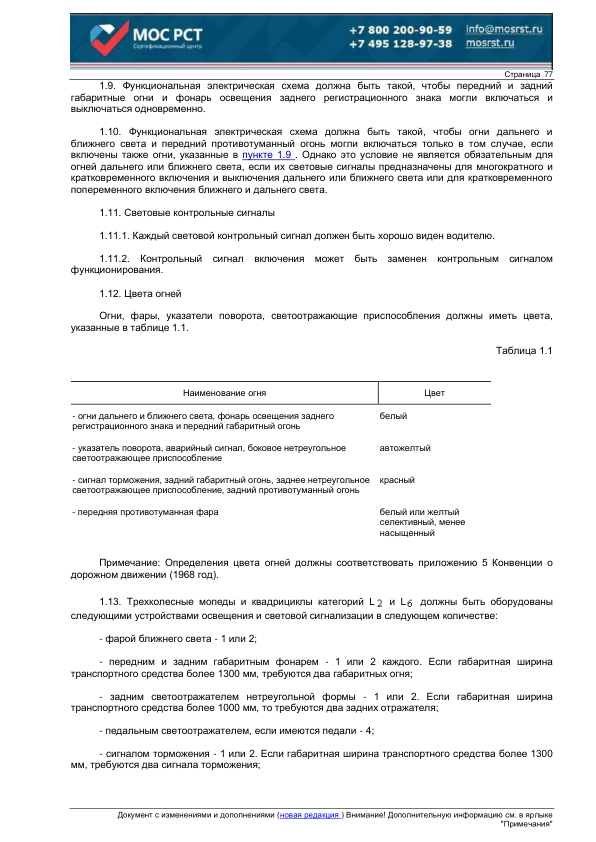 МОС РСТ
Сертификационный центр
+7 800 200-90-59 info@mosrst.ru
+7 495 128-97-38 mosrst.ru
Страница 77
1.9. Функциональная электрическая схема должна быть такой, чтобы передний и задний
габаритные огни и фонарь освещения заднего регистрационного знака могли включаться и
выключаться одновременно.
1.10. Функциональная электрическая схема должна быть такой, чтобы огни дальнего и
ближнего света и передний противотуманный огонь могли включаться только в том случае, если
включены также огни, указанные в пункте 1.9 . Однако это условие не является обязательным для
огней дальнего или ближнего света, если их световые сигналы предназначены для многократного и
кратковременного включения и выключения дальнего или ближнего света или для кратковременного
попеременного включения ближнего и дальнего света.
1.11. Световые контрольные сигналы
1.11.1. Каждый световой контрольный сигнал должен быть хорошо виден водителю.
1.11.2. Контрольный сигнал включения может быть заменен контрольным сигналом
функционирования.
1.12. Цвета огней
Огни, фары, указатели поворота, светоотражающие приспособления должны иметь цвета,
указанные в таблице 1.1.
Таблица 1.1
Наименование огня Цвет
- огни дальнего и ближнего света, фонарь освещения заднего белый
регистрационного знака и передний габаритный огонь
- указатель поворота, аварийный сигнал, боковое нетреугольное автожелтый
светоотражающее приспособление
- сигнал торможения, задний габаритный огонь, заднее нетреугольное красный
светоотражающее приспособление, задний противотуманный огонь
- передняя противотуманная фара белый или желтый
селективный, менее
насыщенный
Примечание: Определения цвета огней должны соответствовать приложению 5 Конвенции о
дорожном движении (1968 год).
1.13. Трехколесные мопеды и квадрициклы категорий L 2 и L 6 должны быть оборудованы
следующими устройствами освещения и световой сигнализации в следующем количестве:
- фарой ближнего света - 1 или 2;
- передним и задним габаритным фонарем - 1 или 2 каждого. Если габаритная ширина
транспортного средства более 1300 мм, требуются два габаритных огня;
- задним светоотражателем нетреугольной формы - 1 или 2. Если габаритная ширина
транспортного средства более 1000 мм, то требуются два задних отражателя;
- педальным светоотражателем, если имеются педали - 4;
- сигналом торможения - 1 или 2. Если габаритная ширина транспортного средства более 1300
мм, требуются два сигнала торможения;
Документ с изменениями и дополнениями (новая редакция ) Внимание! Дополнительную информацию см. в ярлыке
"Примечания"